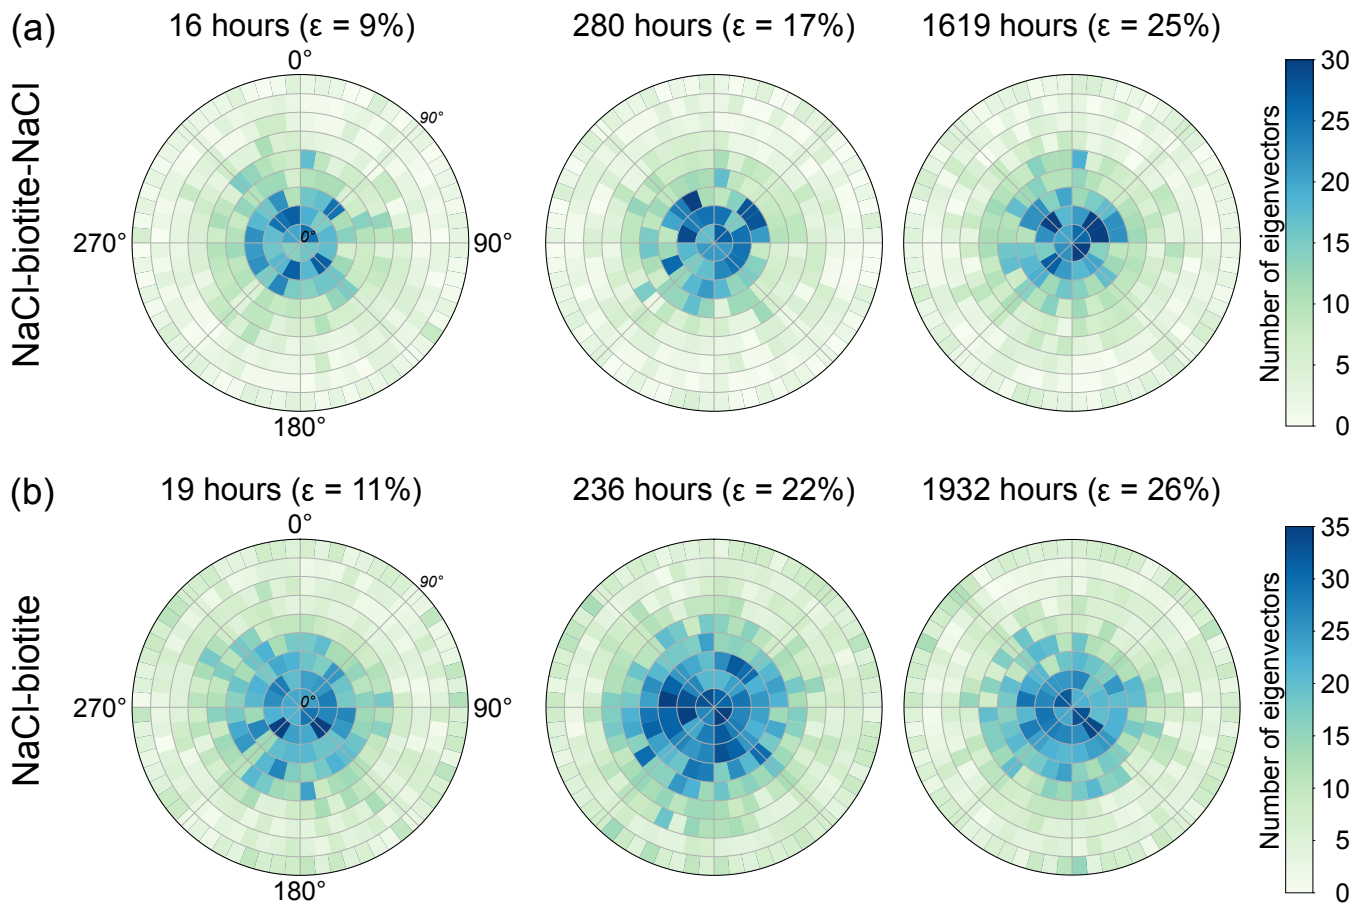 (a)
16 hours (ε = 9%)
280 hours (ε = 17%)
1619 hours (ε = 25%)
NaCl-biotite-NaCl
0°
90°
0°
270°
90°
180°
30
25
20
15
10
5
0
Number of eigenvectors
(b)
19 hours (ε = 11%)
236 hours (ε = 22%)
1932 hours (ε = 26%)
NaCl-biotite
0°
90°
0°
270°
90°
180°
35
30
25
20
15
10
5
0
Number of eigenvectors